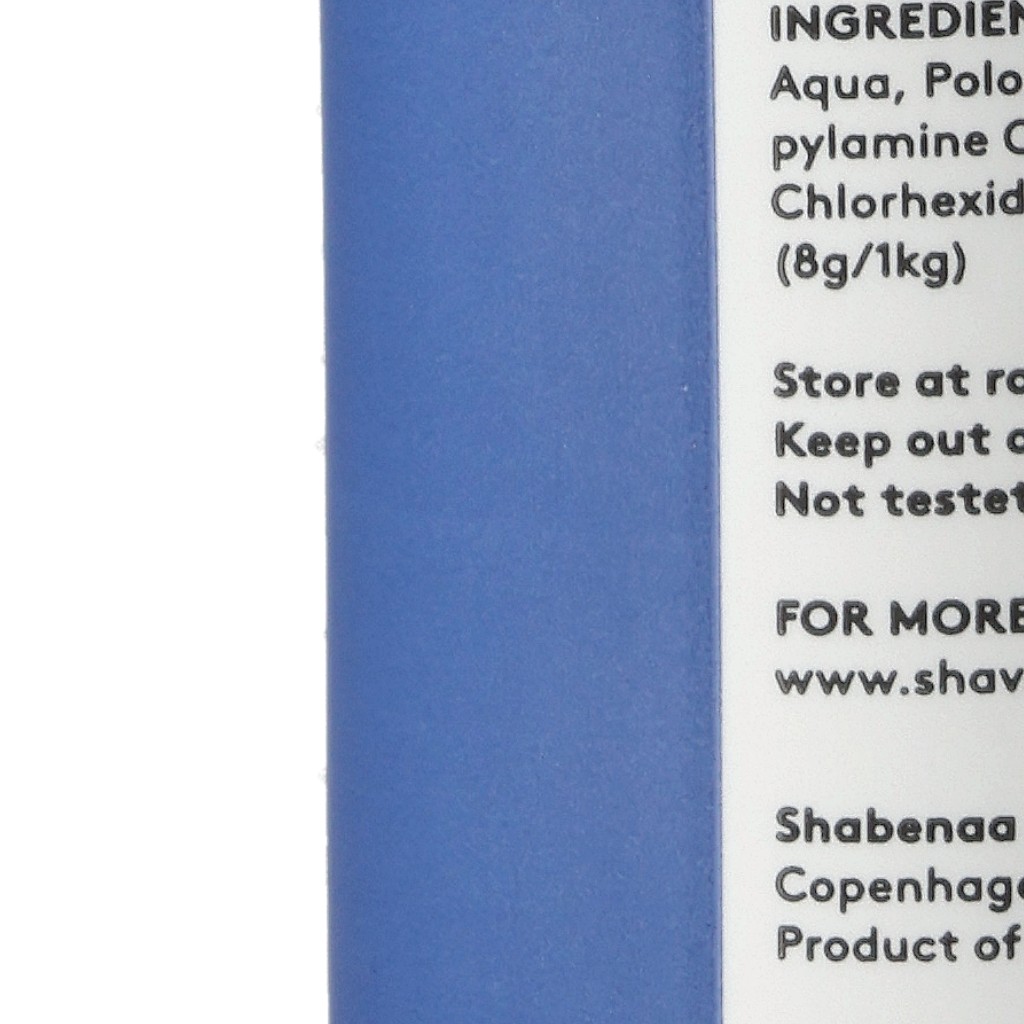 INGREDIEN
Aqua, Polo
pylamine C
Chlorhexid
(8g/1kg)
Store at ro
Keep out o
Not testet
FOR MORE
www.shav
Shabenaa
Copenhage
Product of